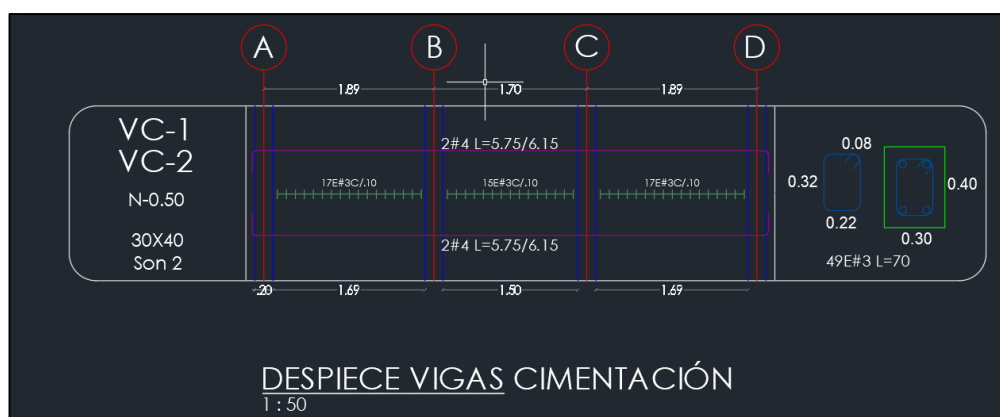 A B C D
1.89 1.70 1.89
VC-1
VC-2
N-0.50
30X40
Son 2
2#4 L=5.75/6.15
17E#3C/.10 15E#3C/.10 17E#3C/.10
2#4 L=5.75/6.15
.20 1.69 1.50 1.69
0.08
0.32
0.22
0.40
0.30
49E#3 L=70
DESPIECE VIGAS CIMENTACIÓN
1 : 50